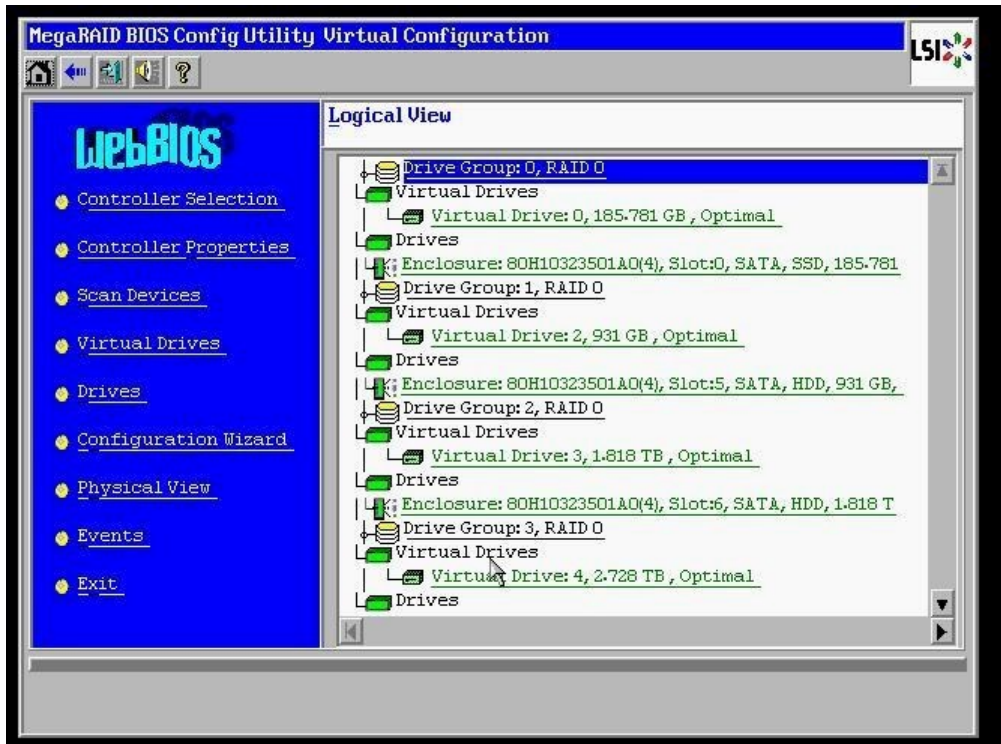 MegaRAID BIOS Config Utility Virtual Configuration
LSI
WebBIOS
Controller Selection
Controller Properties
Scan Devices
Virtual Drives
Drives
Configuration Wizard
Physical View
Events
Exit
Logical View
Drive Group: 0, RAID 0
Virtual Drives
Virtual Drive: 0, 185.781 GB , Optimal
Drives
Enclosure: 80H10323501A0(4), Slot:0, SATA, SSD, 185.781
Drive Group: 1, RAID 0
Virtual Drives
Virtual Drive: 2, 931 GB , Optimal
Drives
Enclosure: 80H10323501A0(4), Slot:5, SATA, HDD, 931 GB,
Drive Group: 2, RAID 0
Virtual Drives
Virtual Drive: 3, 1.818 TB , Optimal
Drives
Enclosure: 80H10323501A0(4), Slot:6, SATA, HDD, 1.818 T
Drive Group: 3, RAID 0
Virtual Drives
Virtual Drive: 4, 2.728 TB , Optimal
Drives